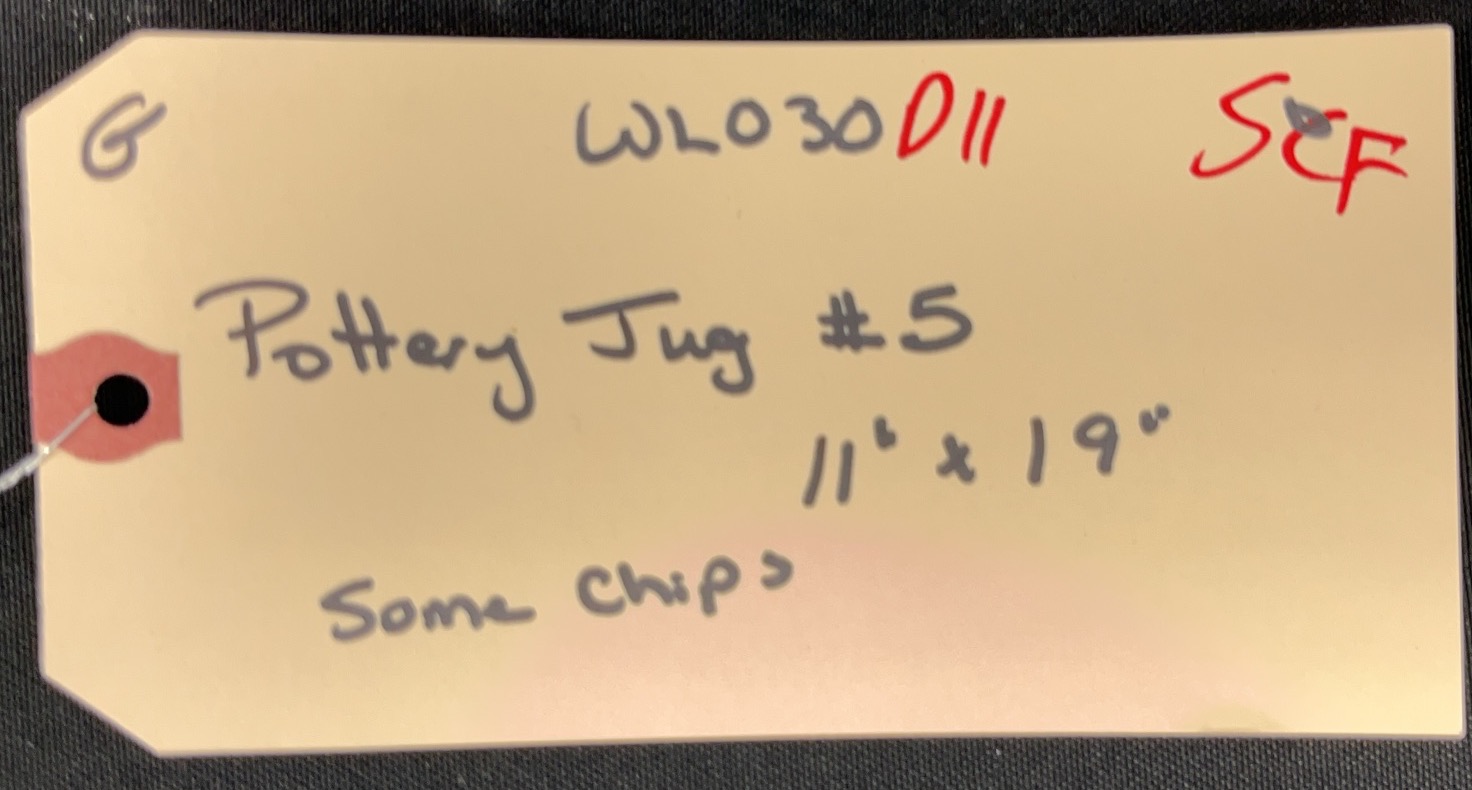 G WL030D11 SCF
Pottery Jug #5
11" x 19"
Some Chips